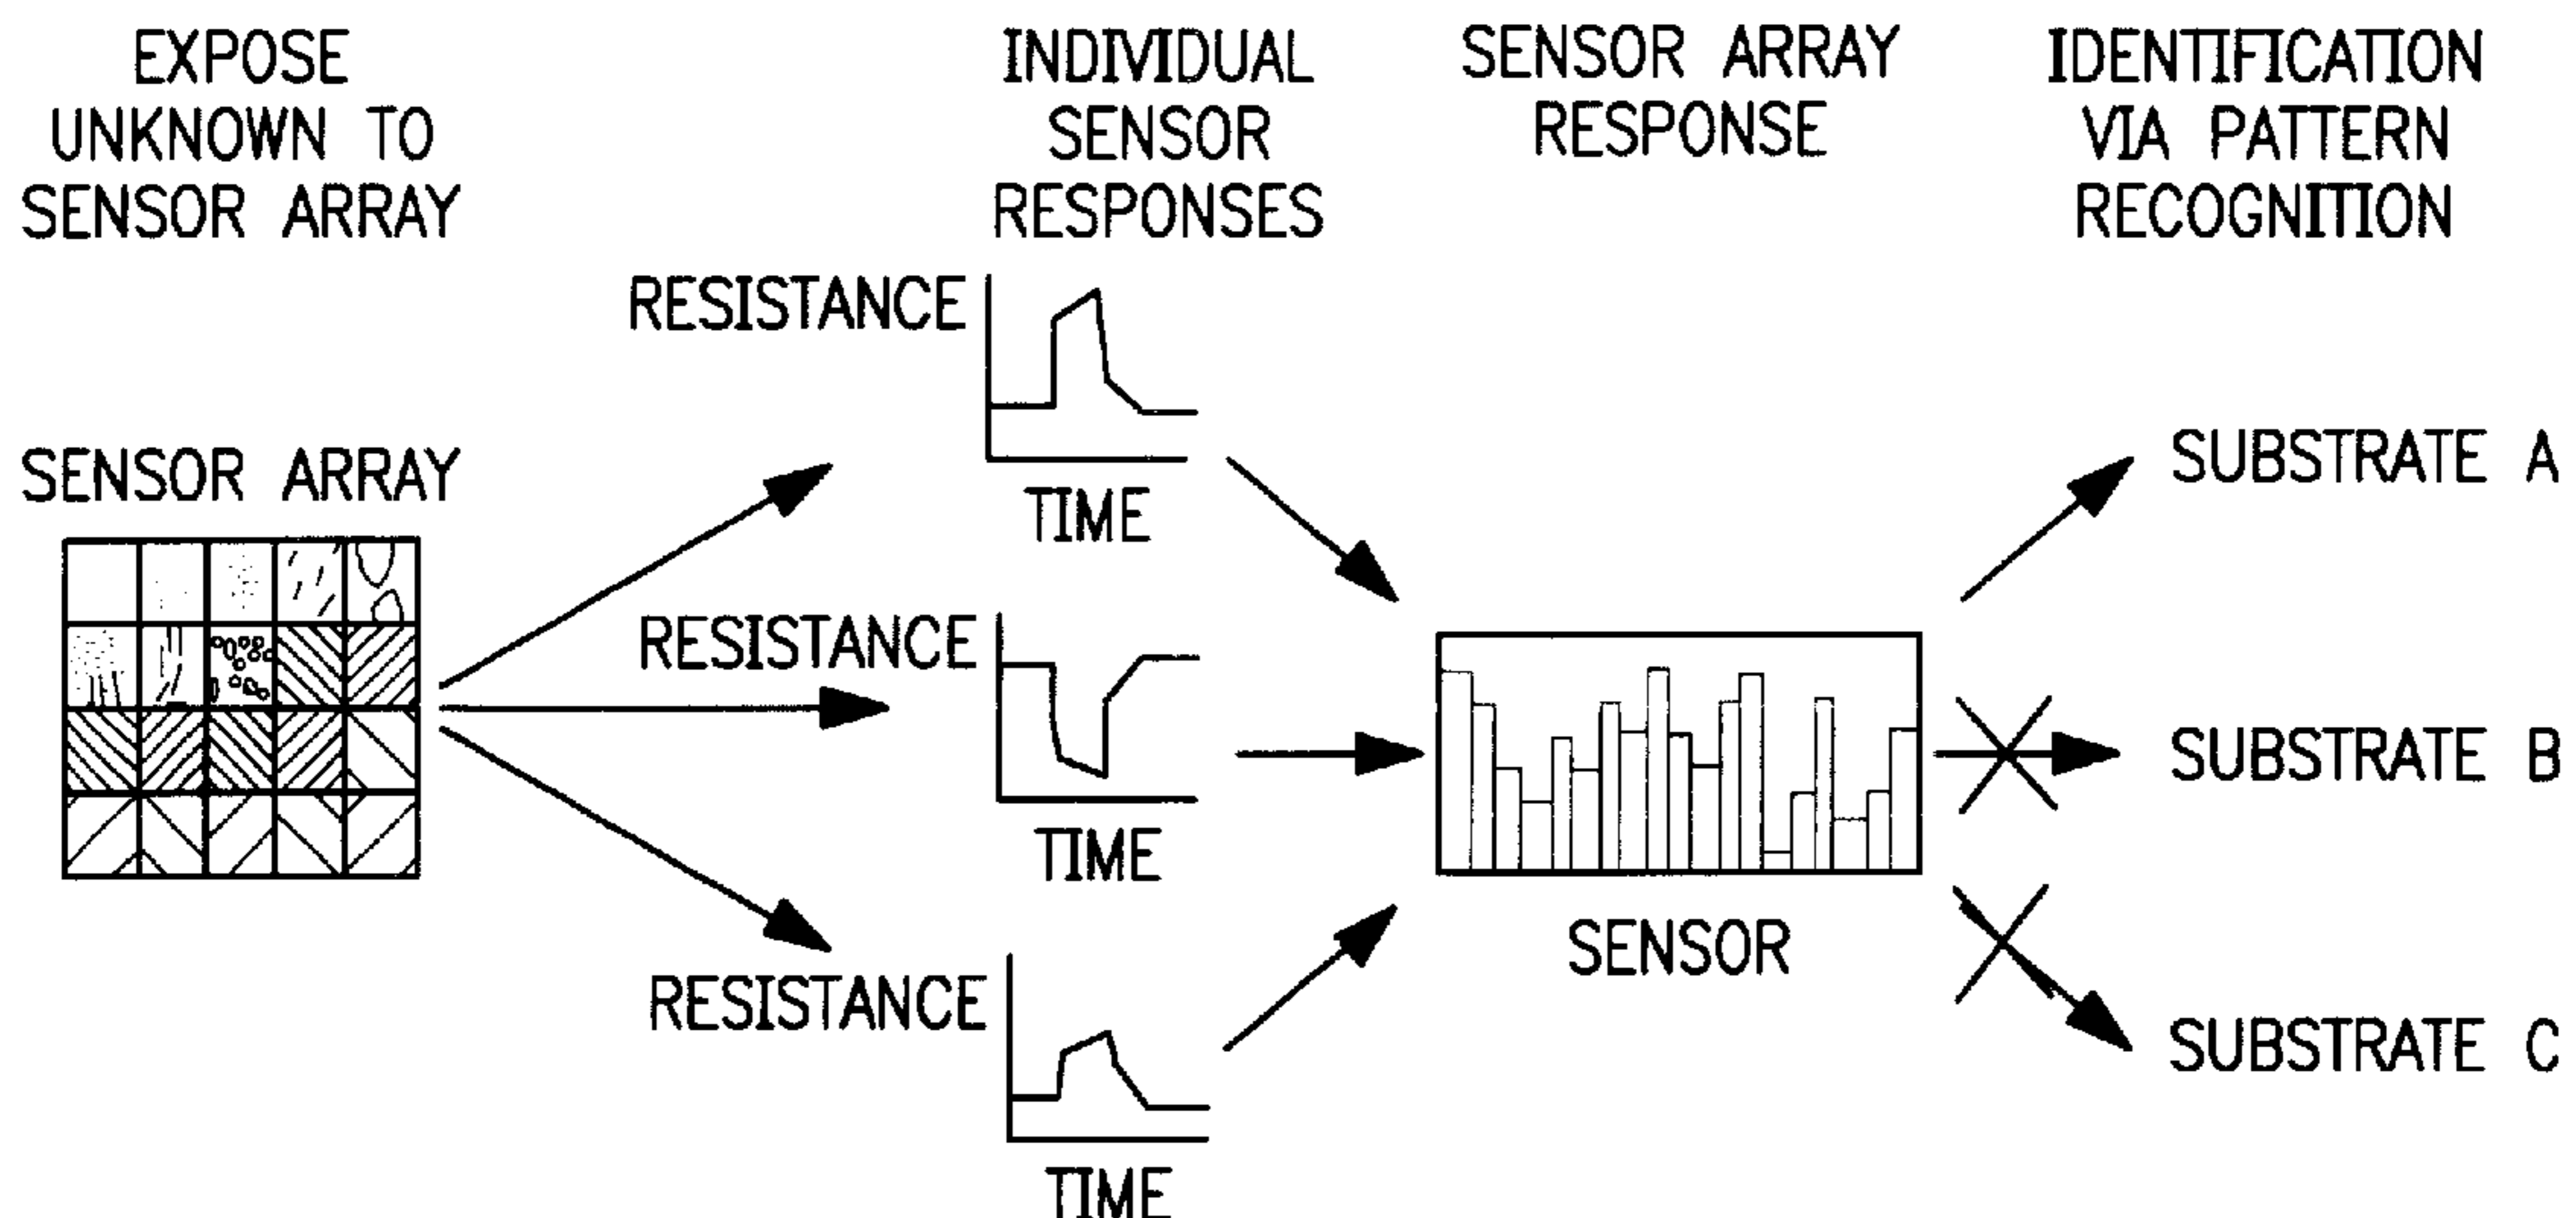 EXPOSE
UNKNOWN TO
SENSOR ARRAY
INDIVIDUAL
SENSOR
RESPONSES
SENSOR ARRAY
RESPONSE
IDENTIFICATION
VIA PATTERN
RECOGNITION
SENSOR ARRAY
RESISTANCE
TIME
RESISTANCE
TIME
RESISTANCE
TIME
SENSOR
SUBSTRATE A
SUBSTRATE B
SUBSTRATE C